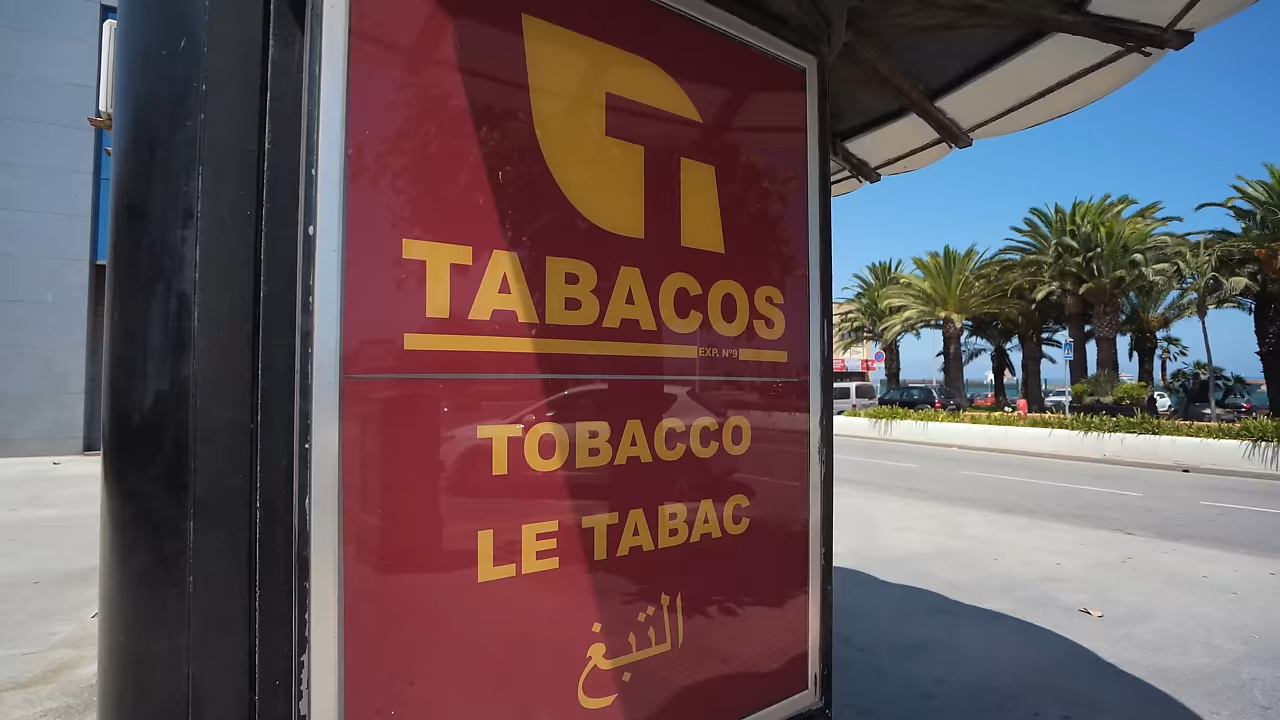 TABACOS
EXP. Nº9
TOBACCO
LE TABAC
التبغ